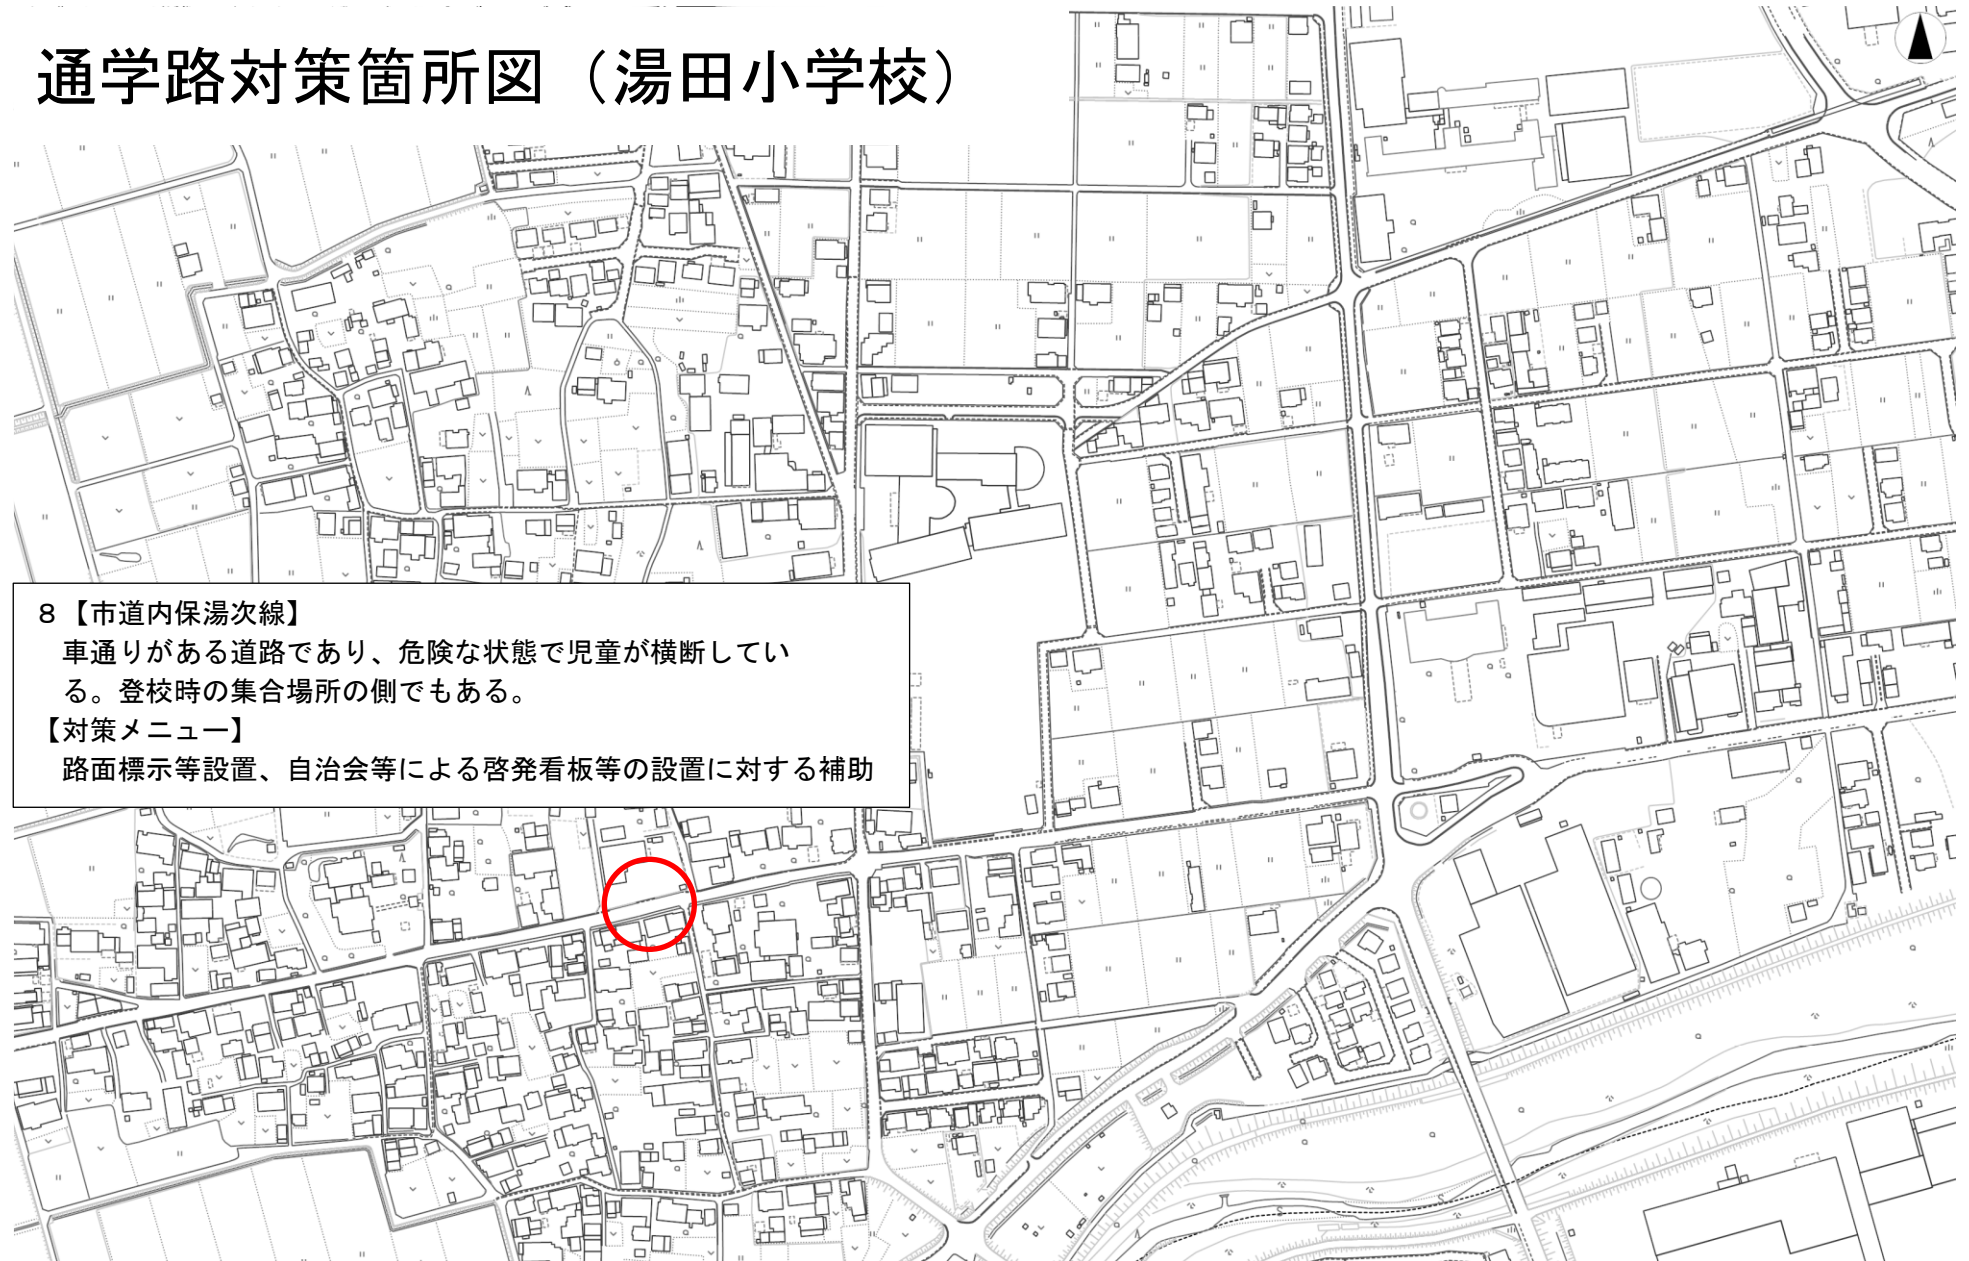 通学路対策箇所図（湯田小学校）
８【市道内保湯次線】
車通りがある道路であり、危険な状態で児童が横断してい
る。登校時の集合場所の側でもある。
【対策メニュー】
路面標示等設置、自治会等による啓発看板等の設置に対する補助